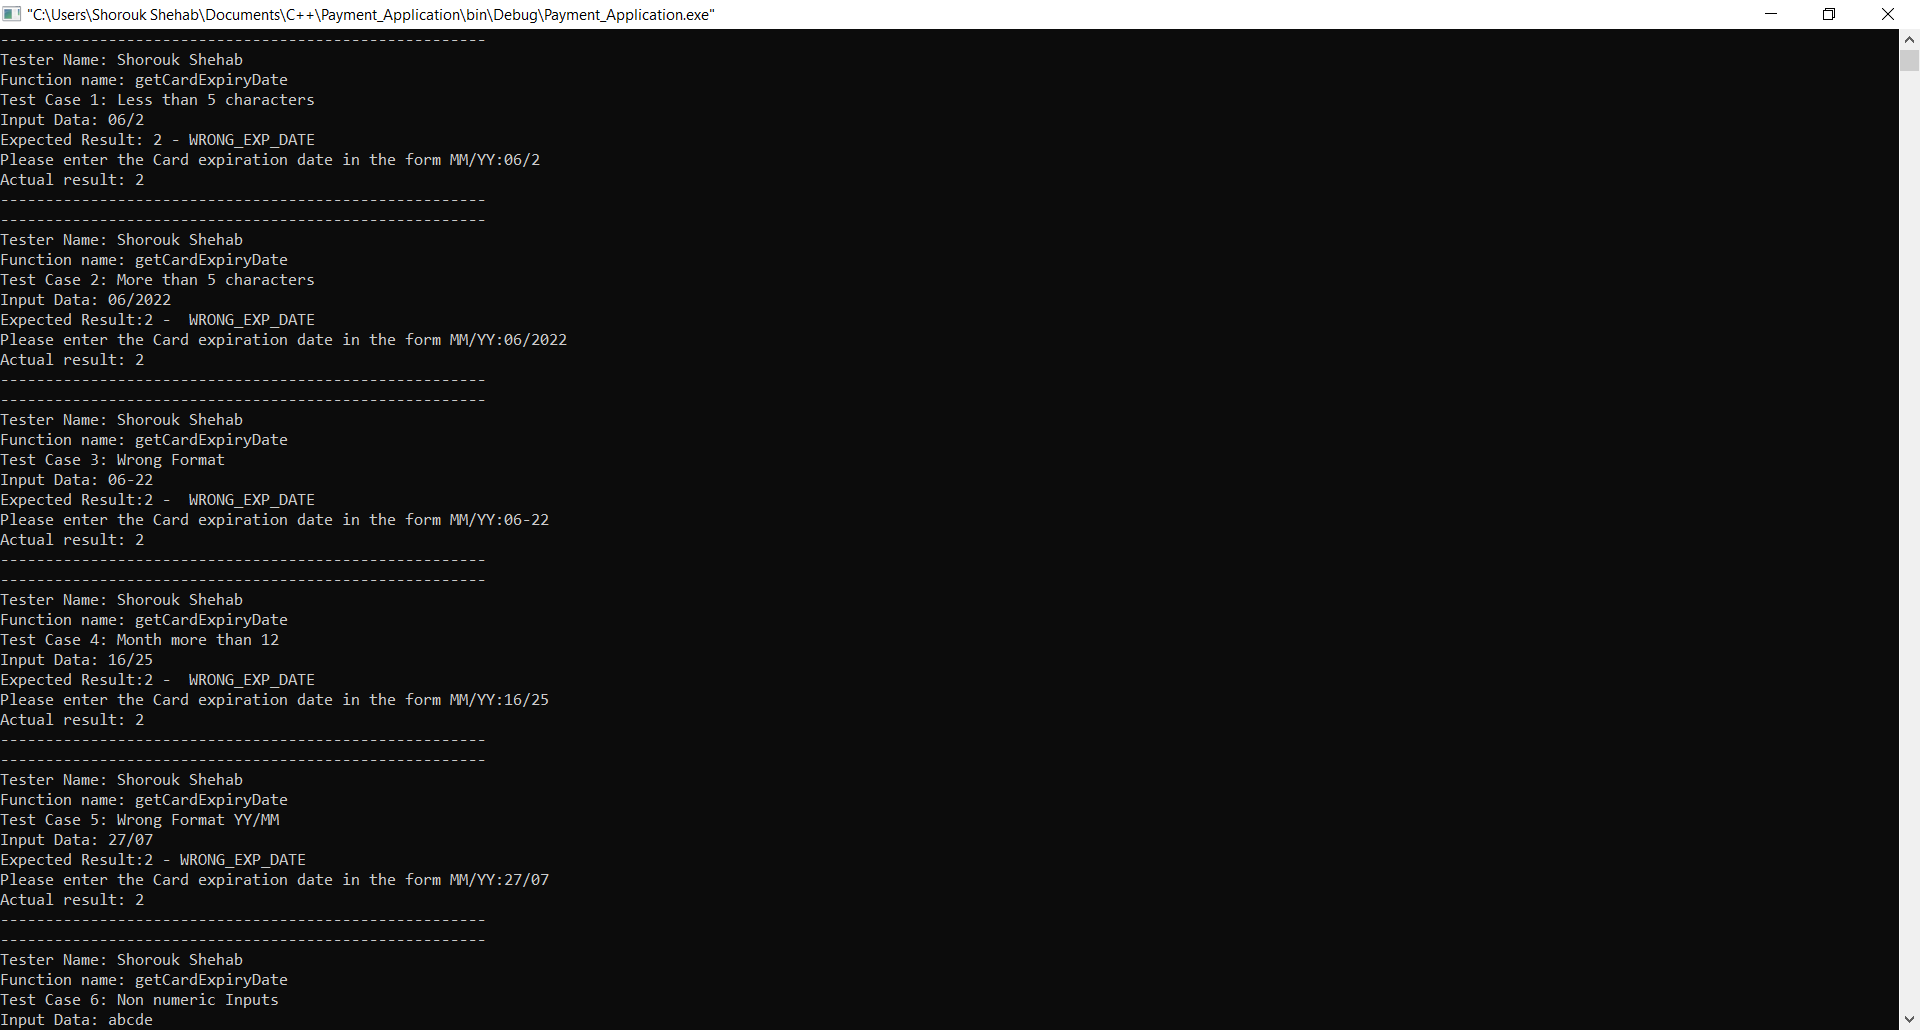 "C:\Users\Shorouk Shehab\Documents\C++\Payment_Application\bin\Debug\Payment_Application.exe"
------------------------------------------------------
Tester Name: Shorouk Shehab
Function name: getCardExpiryDate
Test Case 1: Less than 5 characters
Input Data: 06/2
Expected Result: 2 - WRONG_EXP_DATE
Please enter the Card expiration date in the form MM/YY:06/2
Actual result: 2
------------------------------------------------------
------------------------------------------------------
Tester Name: Shorouk Shehab
Function name: getCardExpiryDate
Test Case 2: More than 5 characters
Input Data: 06/2022
Expected Result:2 -  WRONG_EXP_DATE
Please enter the Card expiration date in the form MM/YY:06/2022
Actual result: 2
------------------------------------------------------
------------------------------------------------------
Tester Name: Shorouk Shehab
Function name: getCardExpiryDate
Test Case 3: Wrong Format
Input Data: 06-22
Expected Result:2 -  WRONG_EXP_DATE
Please enter the Card expiration date in the form MM/YY:06-22
Actual result: 2
------------------------------------------------------
------------------------------------------------------
Tester Name: Shorouk Shehab
Function name: getCardExpiryDate
Test Case 4: Month more than 12
Input Data: 16/25
Expected Result:2 -  WRONG_EXP_DATE
Please enter the Card expiration date in the form MM/YY:16/25
Actual result: 2
------------------------------------------------------
------------------------------------------------------
Tester Name: Shorouk Shehab
Function name: getCardExpiryDate
Test Case 5: Wrong Format YY/MM
Input Data: 27/07
Expected Result:2 - WRONG_EXP_DATE
Please enter the Card expiration date in the form MM/YY:27/07
Actual result: 2
------------------------------------------------------
------------------------------------------------------
Tester Name: Shorouk Shehab
Function name: getCardExpiryDate
Test Case 6: Non numeric Inputs
Input Data: abcde